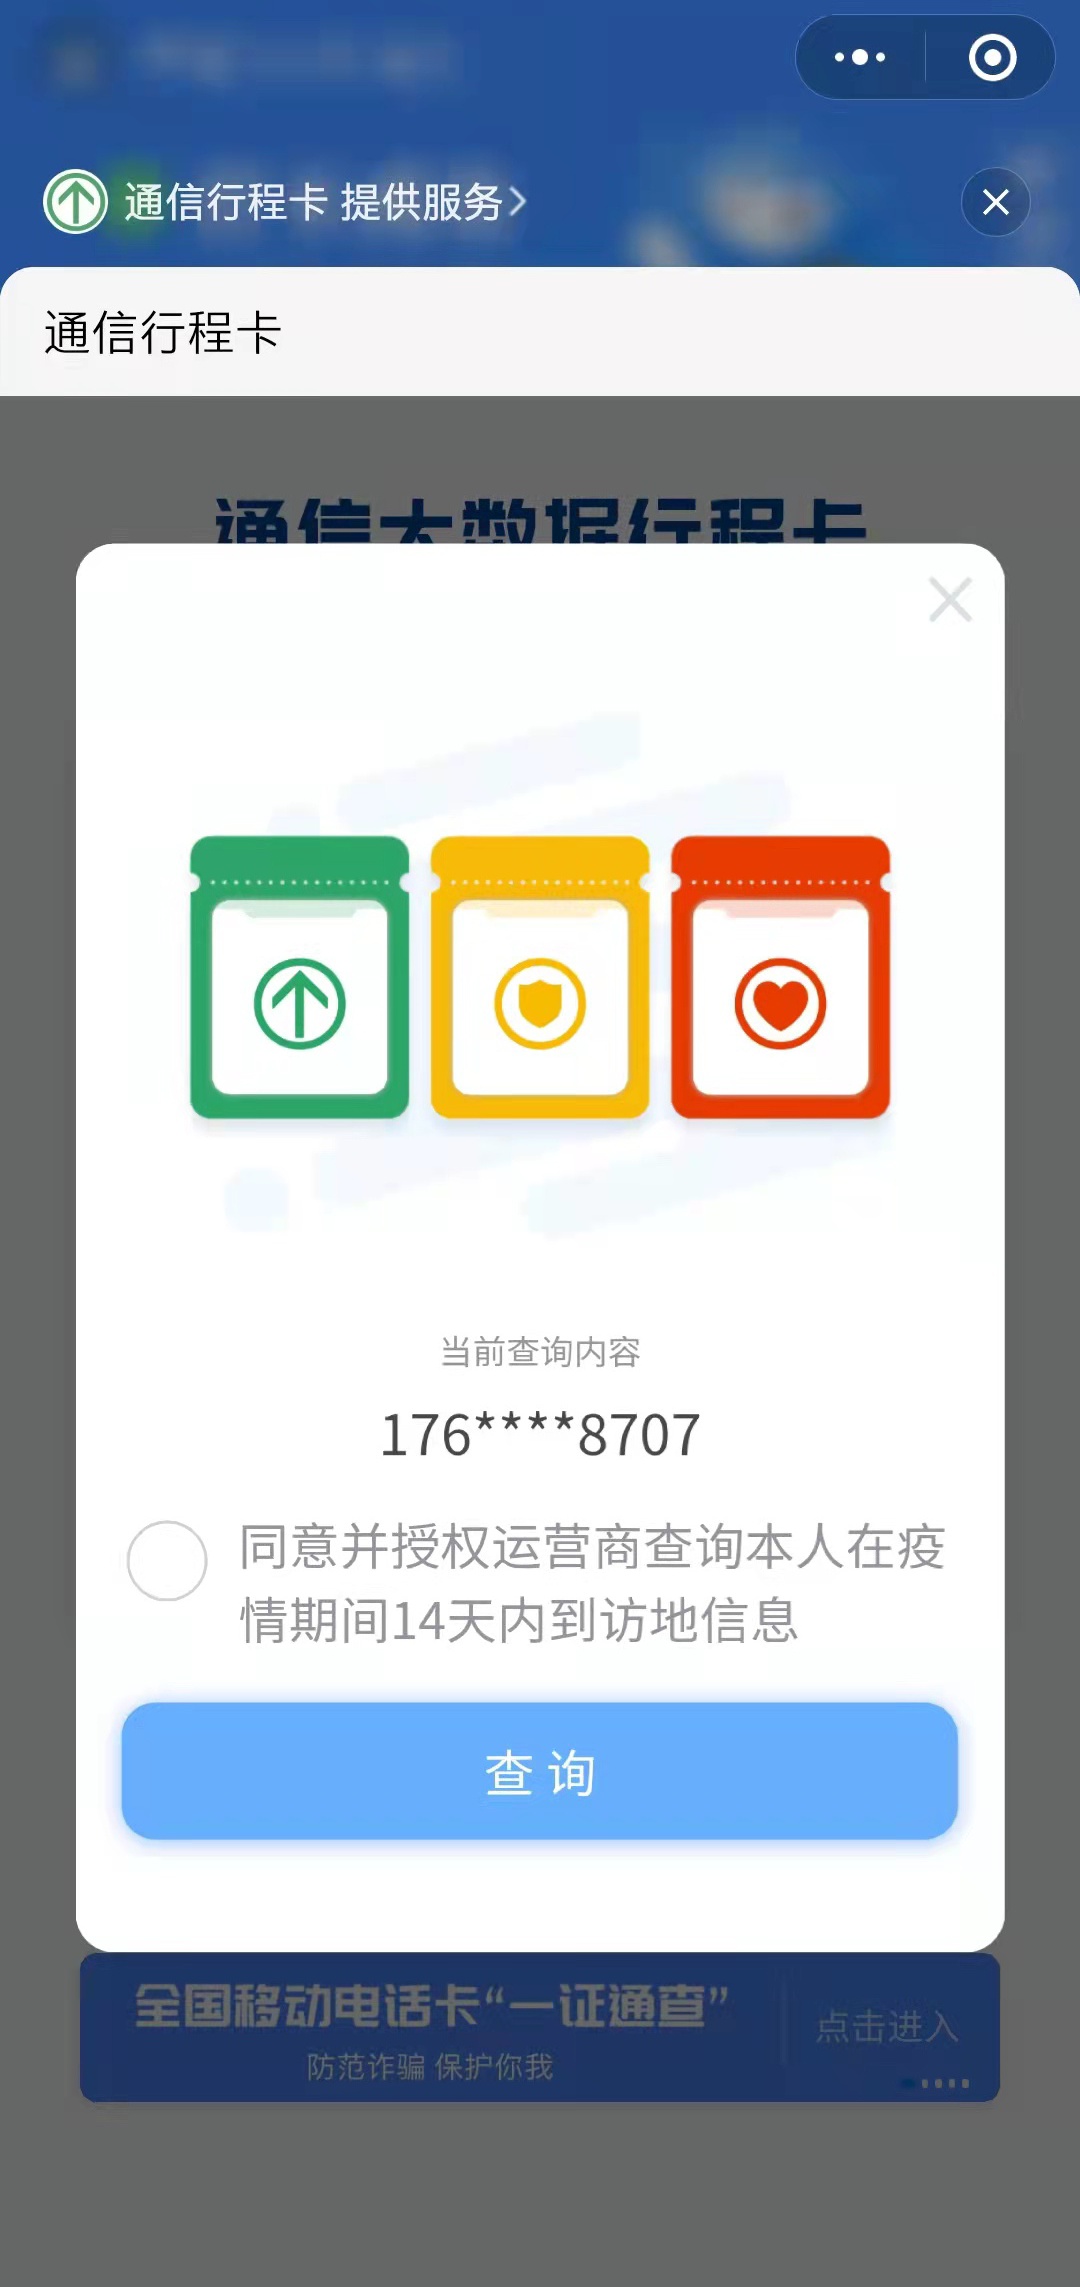 通信行程卡 提供服务
通信行程卡
通信大数据行程卡
当前查询内容
176****8707
同意并授权运营商查询本人在疫
情期间14天内到访地信息
查询
全国移动电话卡“一证通查”
防范诈骗 保护你我
点击进入